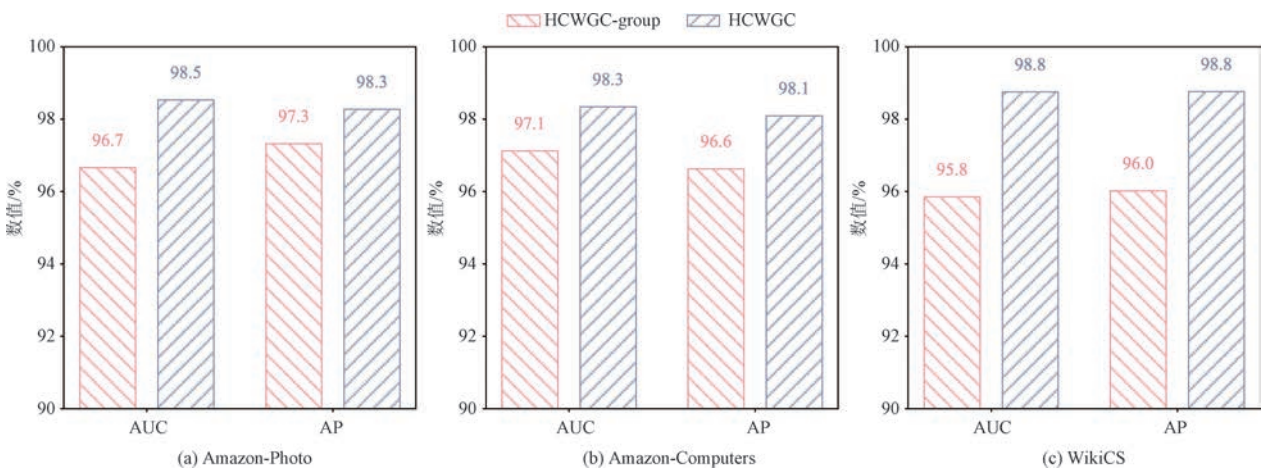 HCWGC-group HCWGC
100
98
96
94
92
90
数值/%
98.5
98.3
96.7
97.3
AUC AP
(a) Amazon-Photo
100
98
96
94
92
90
数值/%
98.3
98.1
97.1
96.6
AUC AP
(b) Amazon-Computers
100
98
96
94
92
90
数值/%
98.8 98.8
95.8
96.0
AUC AP
(c) WikiCS